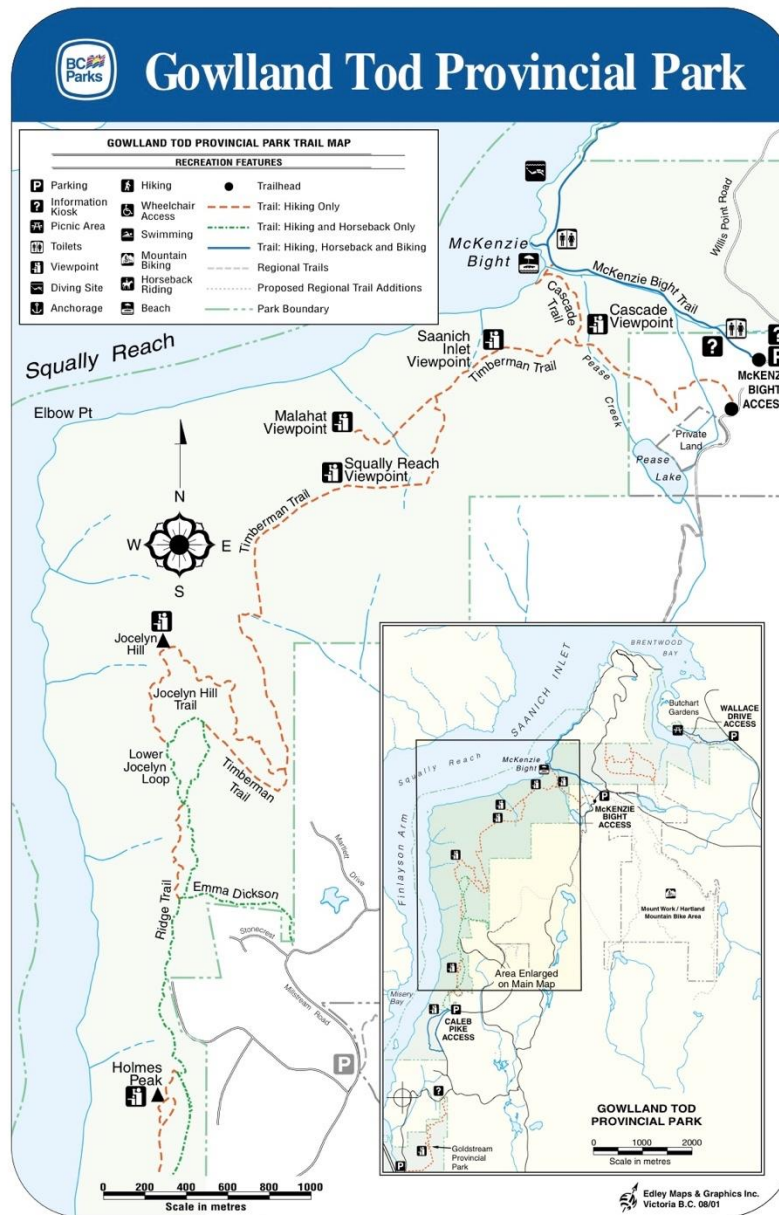 BC
Parks
Gowlland Tod Provincial Park
GOWLLAND TOD PROVINCIAL PARK TRAIL MAP
RECREATION FEATURES
Parking
Information
Kiosk
Picnic Area
Toilets
Viewpoint
Diving Site
Anchorage
Hiking
Wheelchair
Access
Swimming
Mountain
Biking
Horseback
Riding
Beach
Trailhead
Trail: Hiking Only
Trail: Hiking and Horseback Only
Trail: Hiking, Horseback and Biking
Regional Trails
Proposed Regional Trail Additions
Park Boundary
Willis Point Road
McKenzie
Bight
McKenzie Bight Trail
Cascade
Trail
Cascade
Viewpoint
Saanich
Inlet
Viewpoint
Timberman Trail
Squally Reach
Elbow Pt
McKENZ
BIGHT
ACCES
Pease
Creek
Private
Land
Pease
Lake
Malahat
Viewpoint
Squally Reach
Viewpoint
Timberman Trail
N
W
E
S
Jocelyn
Hill
Jocelyn Hill
Trail
Lower
Jocelyn
Loop
Timberman
Trail
Ridge Trail
Emma Dickson
Martlett
Drive
Stonecrest
Millstream Road
P
Holmes
Peak
0 200 400 600 800 1000
Scale in metres
BRENTWOOD
BAY
SAANICH INLET
Butchart
Gardens
WALLACE
DRIVE
ACCESS
Squally Reach
McKenzie
Bight
McKENZIE
BIGHT
ACCESS
Finlayson Arm
Mount Work / Hartland
Mountain Bike Area
Area Enlarged
on Main Map
Misery
Bay
CALEB
PIKE
ACCESS
GOWLLAND TOD
PROVINCIAL PARK
0 1000 2000
Scale in metres
Goldstream
Provincial
Park
Edley Maps & Graphics Inc.
Victoria B.C. 08/01